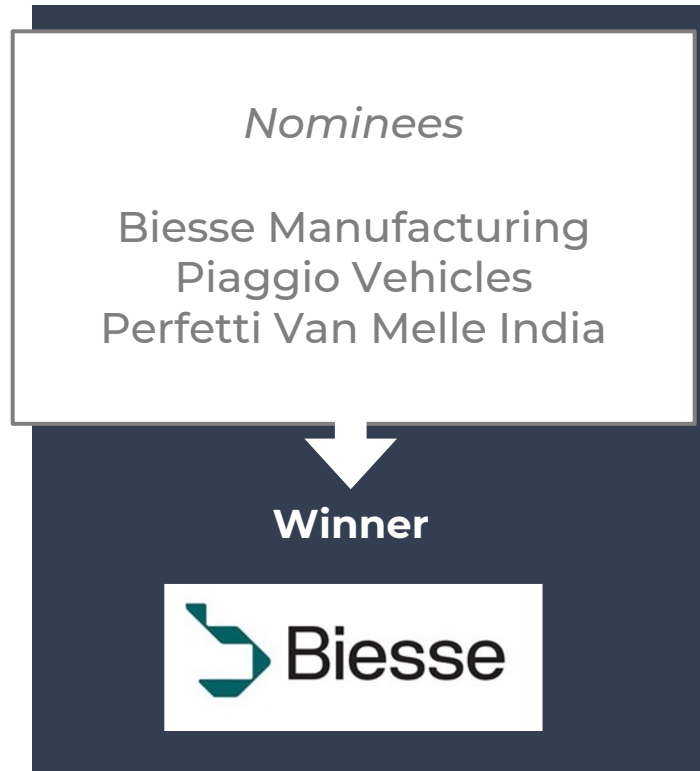 Nominees
Biesse Manufacturing
Piaggio Vehicles
Perfetti Van Melle India
Winner
Biesse